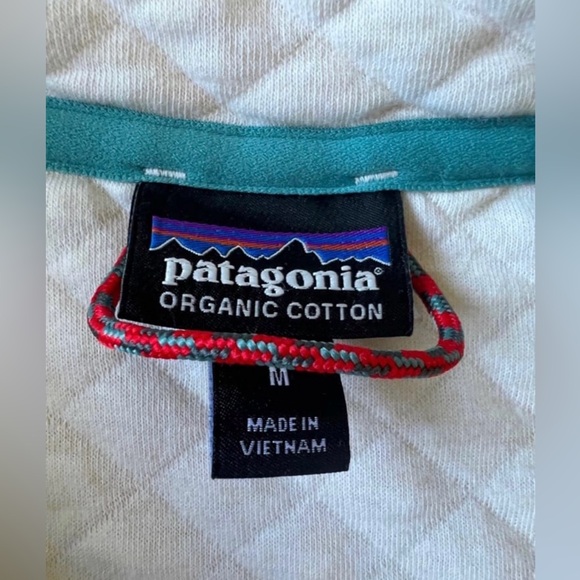 patagonia®
ORGANIC COTTON
M
MADE IN
VIETNAM